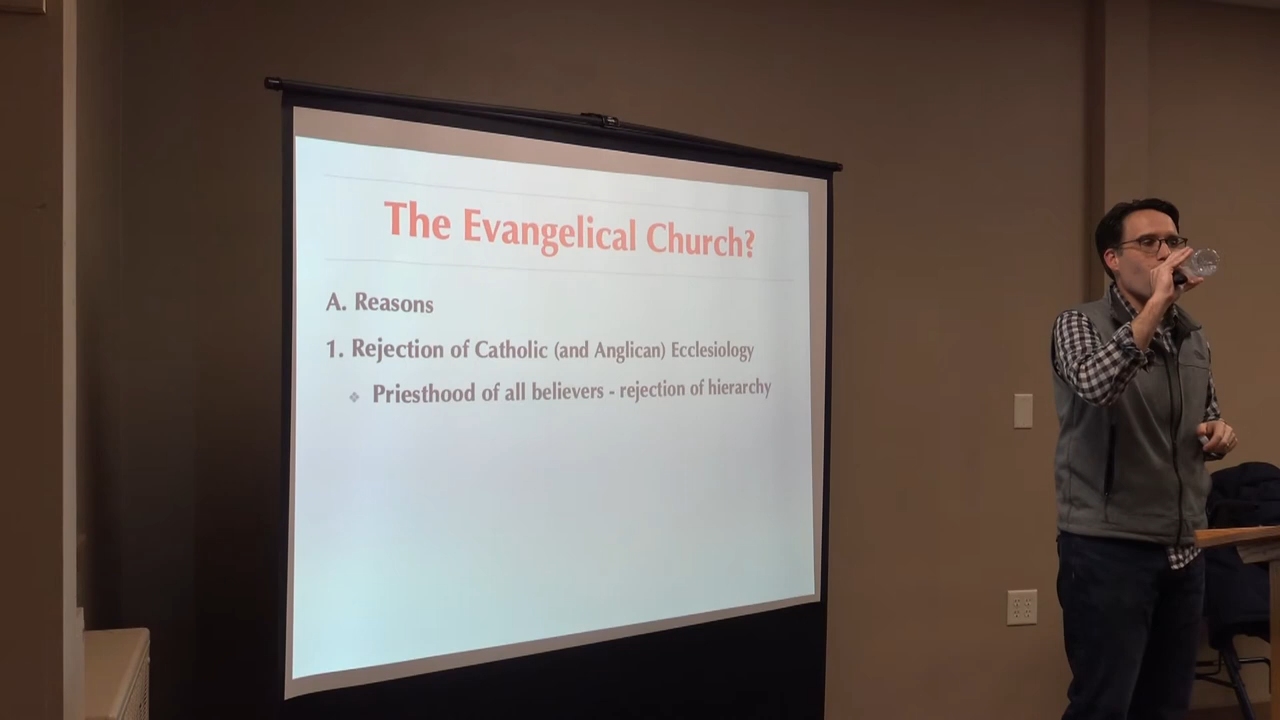 The Evangelical Church?
A. Reasons
1. Rejection of Catholic (and Anglican) Ecclesiology
❖ Priesthood of all believers - rejection of hierarchy